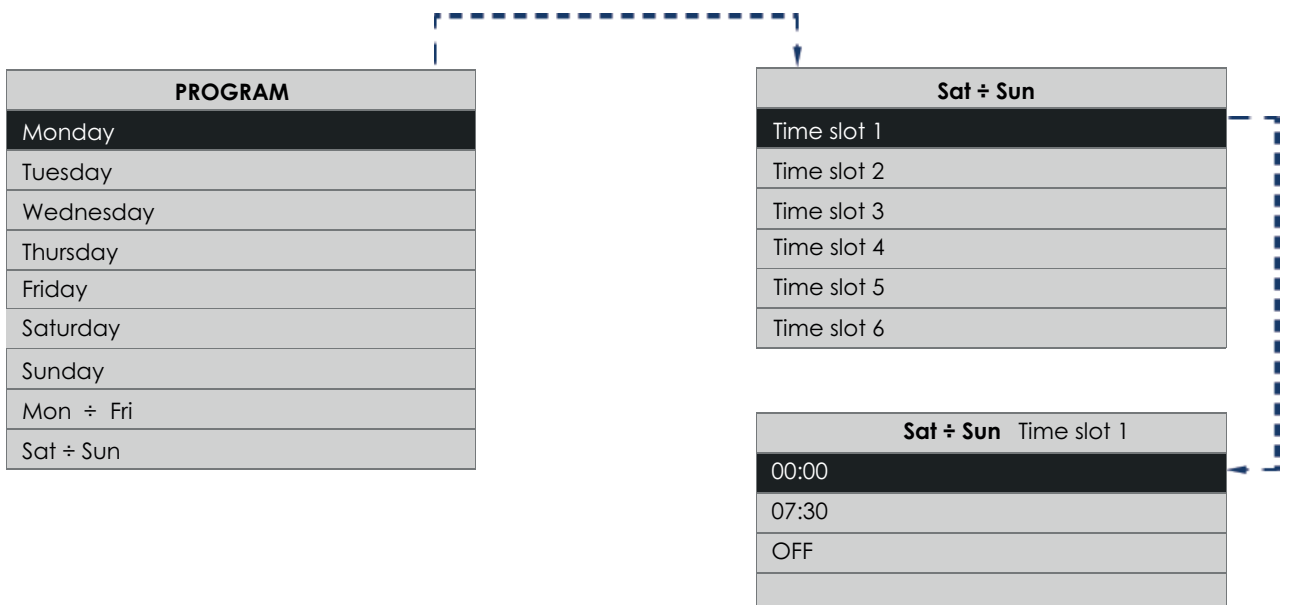 PROGRAM
Monday
Tuesday
Wednesday
Thursday
Friday
Saturday
Sunday
Mon ÷ Fri
Sat ÷ Sun
Sat ÷ Sun
Time slot 1
Time slot 2
Time slot 3
Time slot 4
Time slot 5
Time slot 6
Sat ÷ Sun Time slot 1
00:00
07:30
OFF